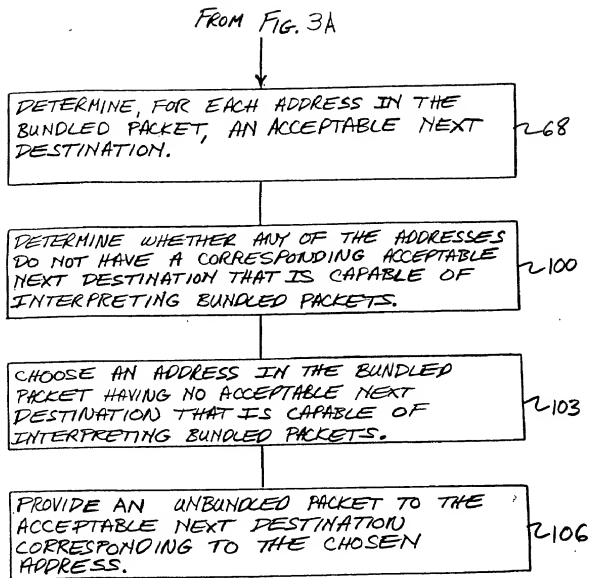 FROM FIG. 3A
DETERMINE, FOR EACH ADDRESS IN THE
BUNDLED PACKET, AN ACCEPTABLE NEXT
DESTINATION.
68
DETERMINE WHETHER ANY OF THE ADDRESSES
DO NOT HAVE A CORRESPONDING ACCEPTABLE
NEXT DESTINATION THAT IS CAPABLE OF
INTERPRETING BUNDLED PACKETS.
100
CHOOSE AN ADDRESS IN THE BUNDLED
PACKET HAVING NO ACCEPTABLE NEXT
DESTINATION THAT IS CAPABLE OF
INTERPRETING BUNDLED PACKETS.
103
PROVIDE AN UNBUNDLED PACKET TO THE
ACCEPTABLE NEXT DESTINATION
CORRESPONDING TO THE CHOSEN
ADDRESS.
106